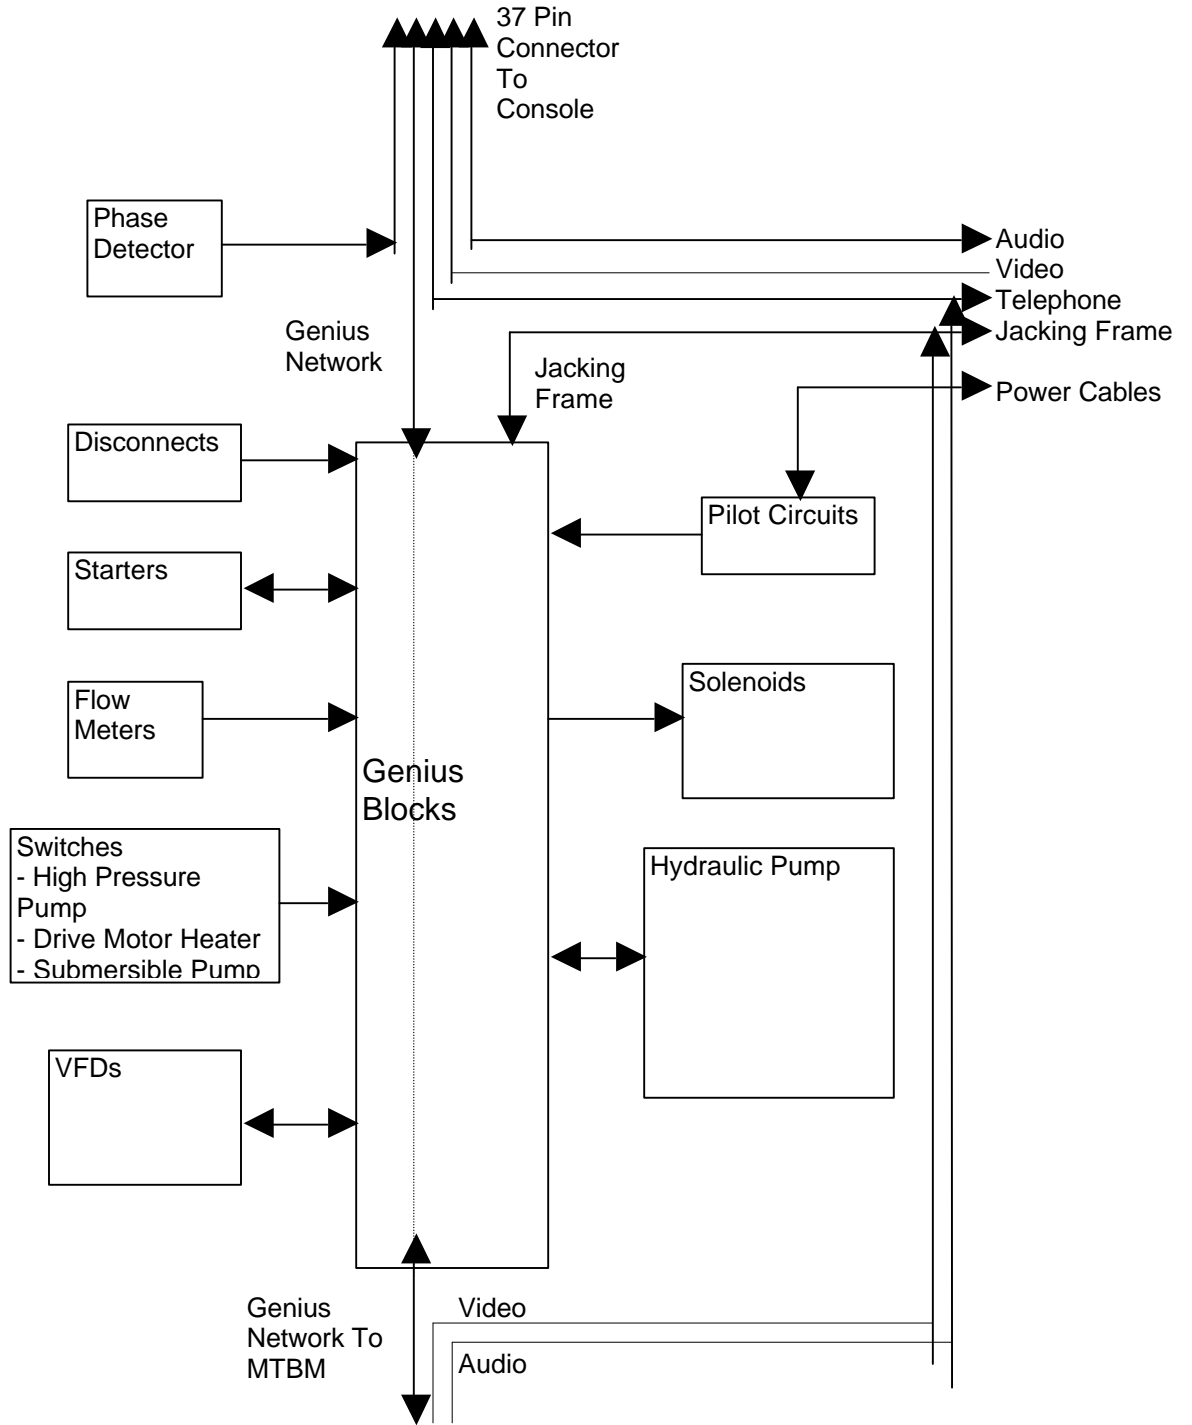 37 Pin
Connector
To
Console
Phase
Detector
Audio
Video
Telephone
Jacking Frame
Genius
Network
Jacking
Frame
Power Cables
Disconnects
Pilot Circuits
Starters
Solenoids
Flow
Meters
Genius
Blocks
Switches
- High Pressure
Pump
- Drive Motor Heater
- Submersible Pump
Hydraulic Pump
VFDs
Genius
Network To
MTBM
Video
Audio